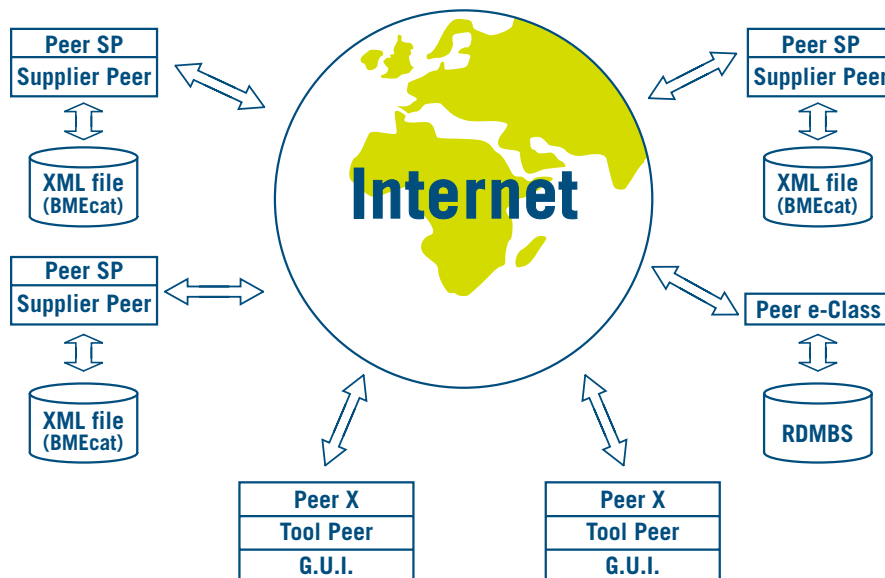 Peer SP
Supplier Peer
XML file
(BMEcat)
Peer SP
Supplier Peer
XML file
(BMEcat)
Internet
Peer SP
Supplier Peer
XML file
(BMEcat)
Peer e-Class
RDMBS
Peer X
Tool Peer
G.U.I.
Peer X
Tool Peer
G.U.I.